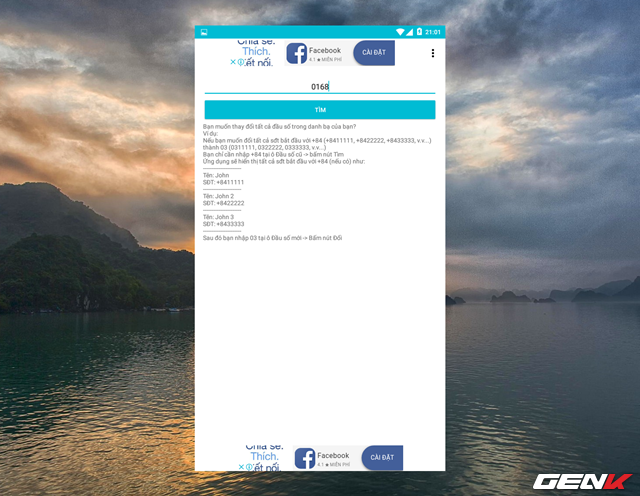 21:01
Chia sẻ.
Thích.
Kết nối.
Facebook
4.1 ★ MIỄN PHÍ
CÀI ĐẶT
0168
TÌM
Bạn muốn thay đổi tất cả đầu số trong danh bạ của bạn?
Ví dụ:
Nếu bạn muốn đổi tất cả sđt bắt đầu với +84 (+8411111, +8422222, +8433333, v.v...)
thành 03 (0311111, 0322222, 0333333, v.v...)
Bạn chỉ cần nhập +84 tại ô Đầu số cũ -> bấm nút Tìm
Ứng dụng sẽ hiển thị tất cả sđt bắt đầu với +84 (nếu có) như:
--------------------
Tên: John
SĐT: +8411111
--------------------
Tên: John 2
SĐT: +8422222
--------------------
Tên: John 3
SĐT: +8433333
--------------------
Sau đó bạn nhập 03 tại ô Đầu số mới -> Bấm nút Đổi
Chia sẻ.
Thích.
Kết nối.
Facebook
4.1 ★ MIỄN PHÍ
CÀI ĐẶT
GENK